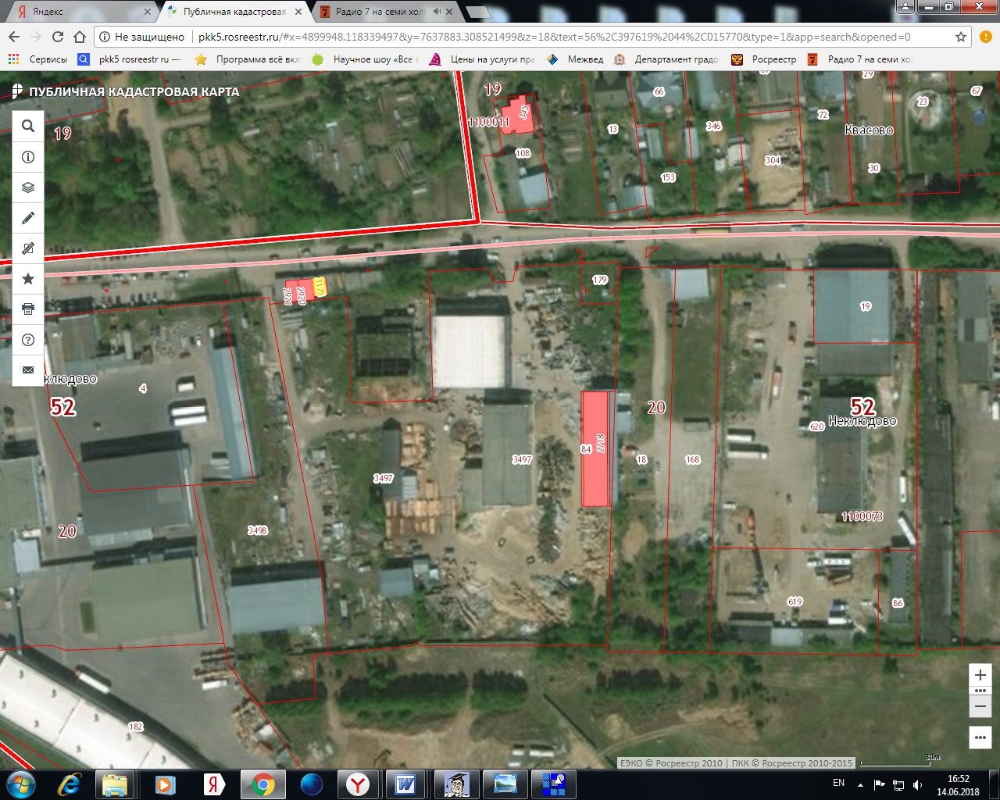 Яндекс
Публичная кадастровая
Радио 7 на семи хол
Не защищено
pkk5.rosreestr.ru/#x=4899948.118339497&y=7637883.308521499&z=18&text=56%2C397619%2044%2C015770&type=1&app=search&opened=0
Сервисы
pkk5 rosreestr ru —
Программа всё вкл
Научное шоу «Все в
Цены на услуги пра
Межвед
Департамент градо
Росреестр
Радио 7 на семи хол
ПУБЛИЧНАЯ КАДАСТРОВАЯ КАРТА
19
19
1100011
345
108
66
13
153
346
304
72
29
Квасово
30
23
67
179
2921
2920
3175
19
клюдово
4
52
20
52
Неклюдово
620
84
2718
18
168
3497
3497
1100073
20
3498
619
86
182
ЕЭКО © Росреестр 2010 | ПКК © Росреестр 2010-2015
30м
EN
16:52
14.06.2018